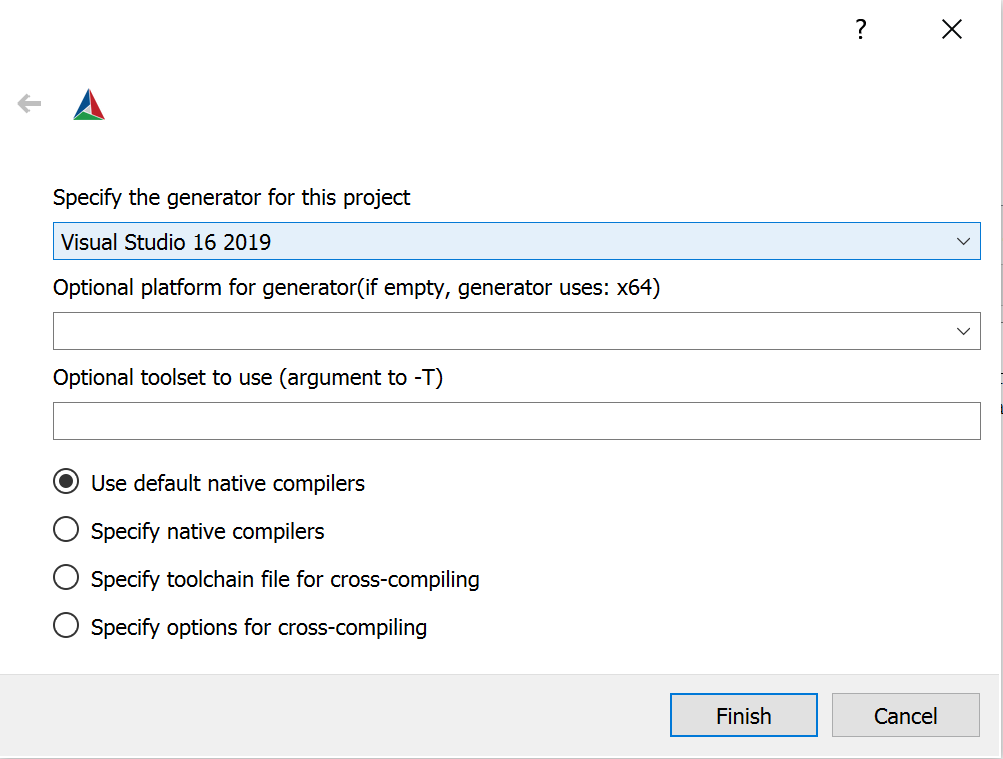 ?
Specify the generator for this project
Visual Studio 16 2019
Optional platform for generator(if empty, generator uses: x64)
Optional toolset to use (argument to -T)
Use default native compilers
Specify native compilers
Specify toolchain file for cross-compiling
Specify options for cross-compiling
Finish
Cancel